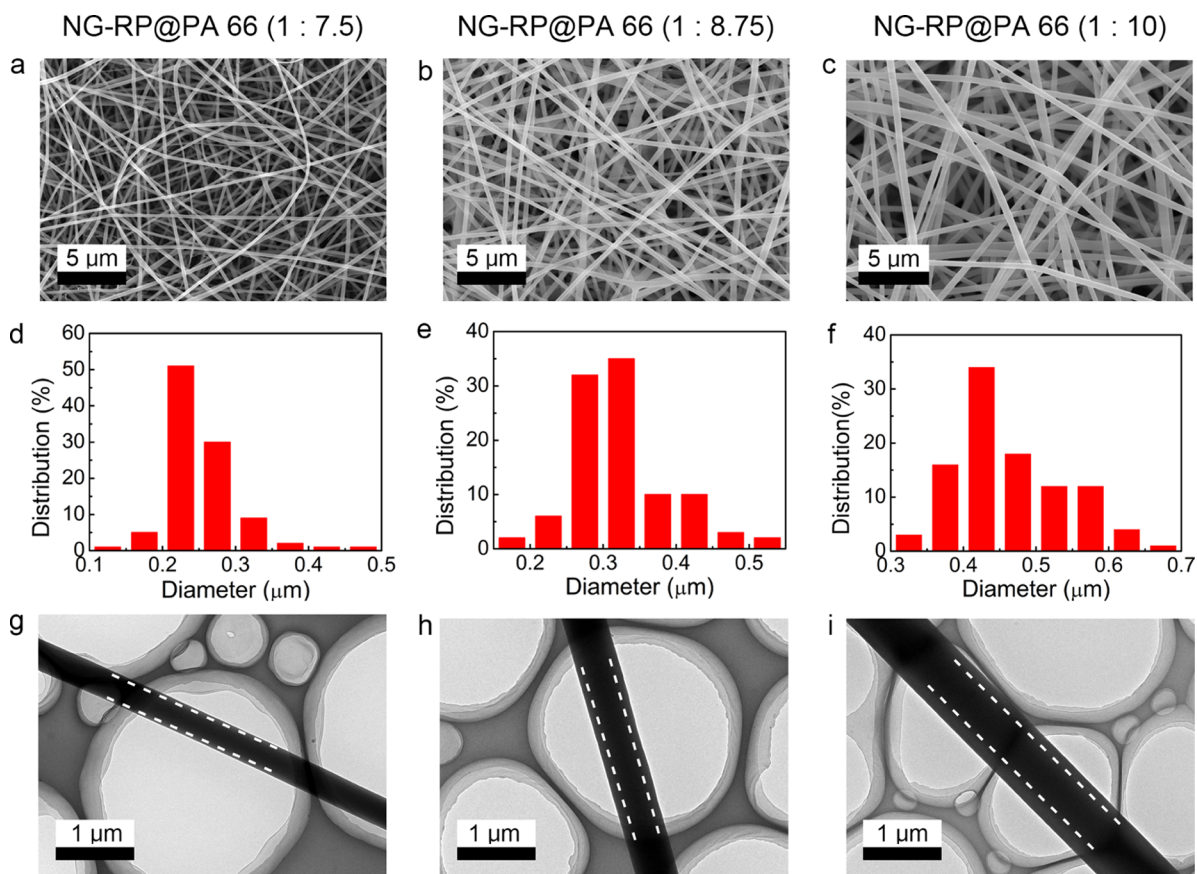 NG-RP@PA 66 (1 : 7.5)
NG-RP@PA 66 (1 : 8.75)
NG-RP@PA 66 (1 : 10)
a
b
c
5 μm
5 μm
5 μm
d
60
50
40
30
20
10
0
Distribution (%)
0.1
0.2
0.3
0.4
0.5
Diameter (μm)
e
40
30
20
10
0
Distribution (%)
0.2
0.3
0.4
0.5
Diameter (μm)
f
40
30
20
10
0
Distribution(%)
0.3
0.4
0.5
0.6
0.7
Diameter (μm)
g
h
i
1 μm
1 μm
1 μm